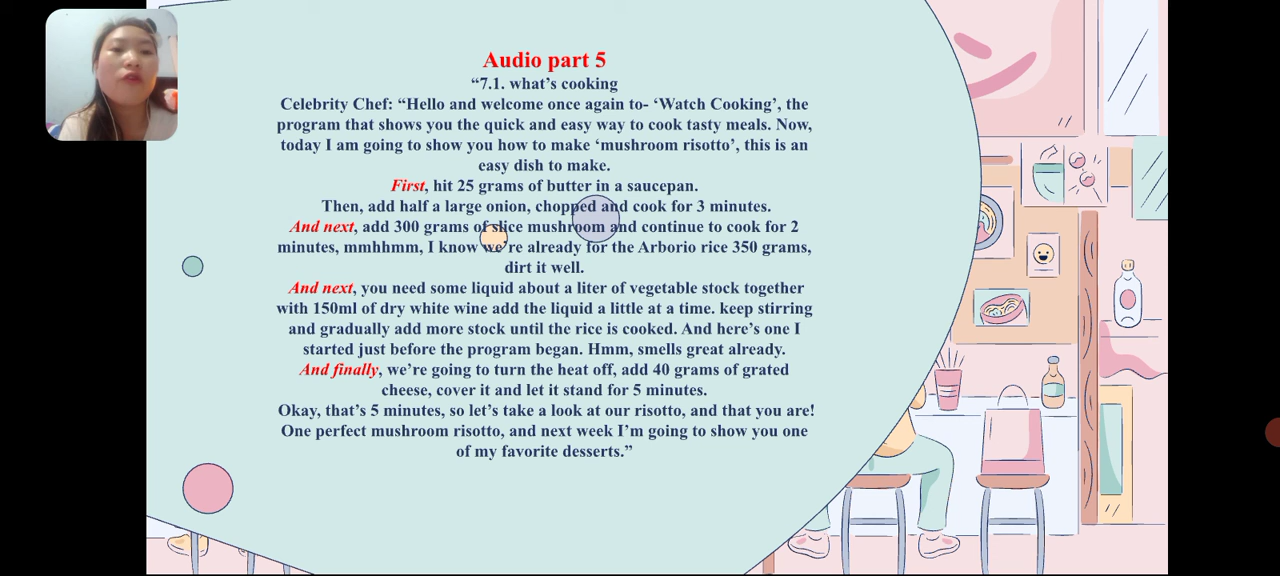 Audio part 5
“7.1. what’s cooking
Celebrity Chef: “Hello and welcome once again to- ‘Watch Cooking’, the
program that shows you the quick and easy way to cook tasty meals. Now,
today I am going to show you how to make ‘mushroom risotto’, this is an
easy dish to make.
First, hit 25 grams of butter in a saucepan.
Then, add half a large onion, chopped and cook for 3 minutes.
And next, add 300 grams of slice mushroom and continue to cook for 2
minutes, mmhhmm, I know we’re already for the Arborio rice 350 grams,
dirt it well.
And next, you need some liquid about a liter of vegetable stock together
with 150ml of dry white wine add the liquid a little at a time. keep stirring
and gradually add more stock until the rice is cooked. And here’s one I
started just before the program began. Hmm, smells great already.
And finally, we’re going to turn the heat off, add 40 grams of grated
cheese, cover it and let it stand for 5 minutes.
Okay, that’s 5 minutes, so let’s take a look at our risotto, and that you are!
One perfect mushroom risotto, and next week I’m going to show you one
of my favorite desserts.”